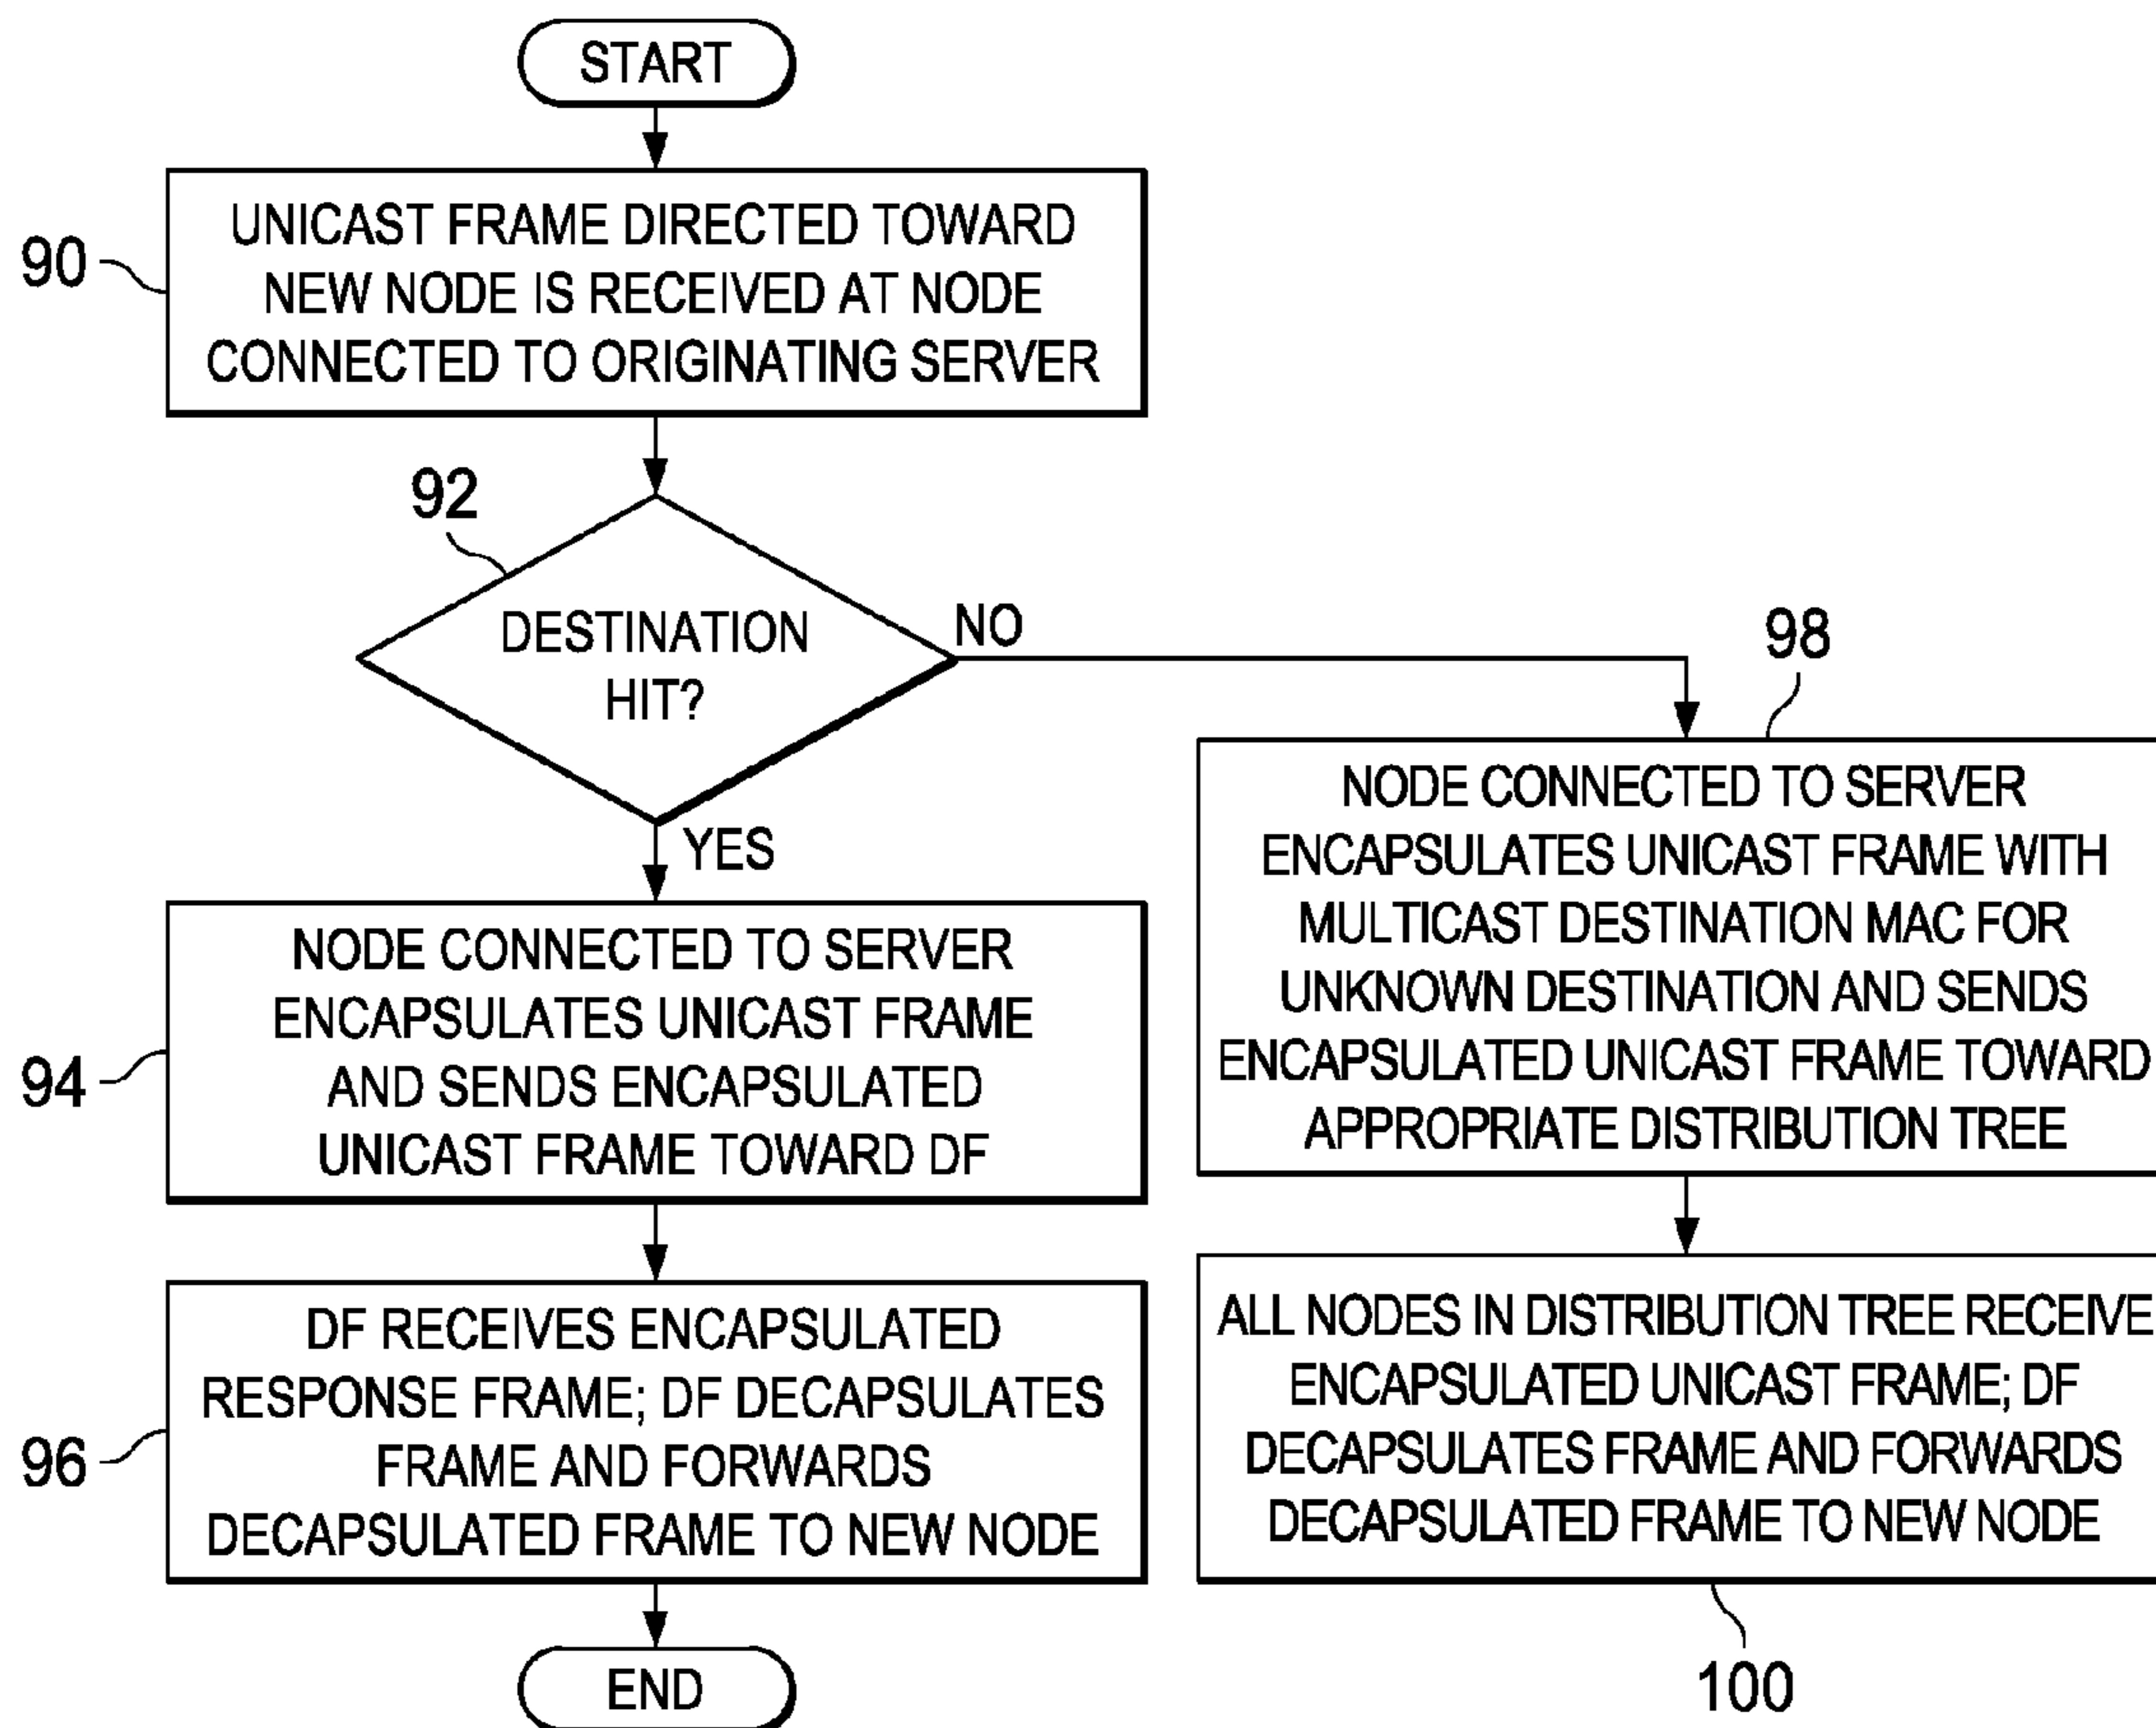 START
90
UNICAST FRAME DIRECTED TOWARD
NEW NODE IS RECEIVED AT NODE
CONNECTED TO ORIGINATING SERVER
92
DESTINATION
HIT?
NO
YES
94
NODE CONNECTED TO SERVER
ENCAPSULATES UNICAST FRAME
AND SENDS ENCAPSULATED
UNICAST FRAME TOWARD DF
96
DF RECEIVES ENCAPSULATED
RESPONSE FRAME; DF DECAPSULATES
FRAME AND FORWARDS
DECAPSULATED FRAME TO NEW NODE
END
98
NODE CONNECTED TO SERVER
ENCAPSULATES UNICAST FRAME WITH
MULTICAST DESTINATION MAC FOR
UNKNOWN DESTINATION AND SENDS
ENCAPSULATED UNICAST FRAME TOWARD
APPROPRIATE DISTRIBUTION TREE
ALL NODES IN DISTRIBUTION TREE RECEIVE
ENCAPSULATED UNICAST FRAME; DF
DECAPSULATES FRAME AND FORWARDS
DECAPSULATED FRAME TO NEW NODE
100